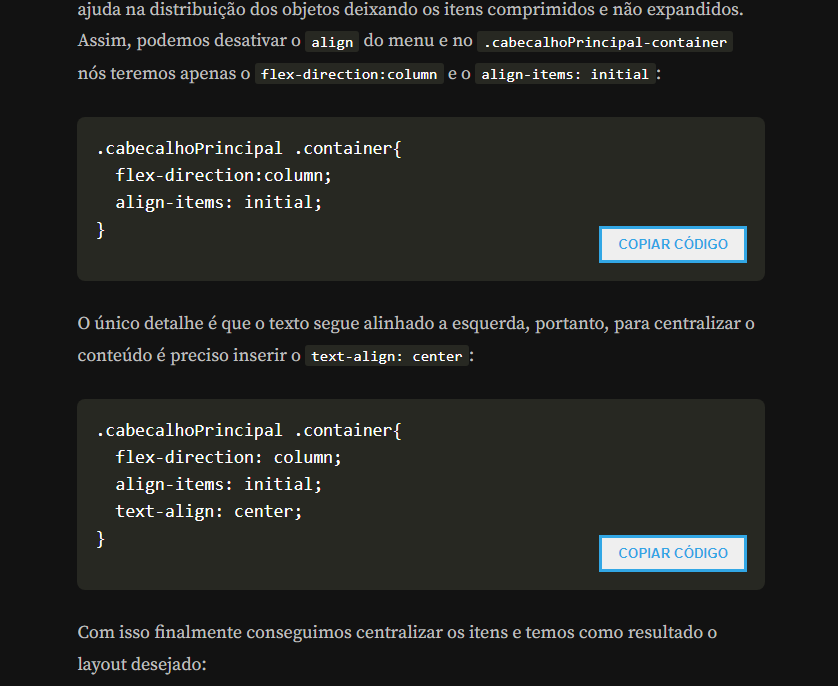 ajuda na distribuição dos objetos deixando os itens comprimidos e não expandidos.
Assim, podemos desativar o align do menu e no .cabecalhoPrincipal-container
nós teremos apenas o flex-direction:column e o align-items: initial :
.cabecalhoPrincipal .container{
  flex-direction:column;
  align-items: initial;
}
COPIAR CÓDIGO
O único detalhe é que o texto segue alinhado a esquerda, portanto, para centralizar o
conteúdo é preciso inserir o text-align: center :
.cabecalhoPrincipal .container{
  flex-direction: column;
  align-items: initial;
  text-align: center;
}
COPIAR CÓDIGO
Com isso finalmente conseguimos centralizar os itens e temos como resultado o
layout desejado: